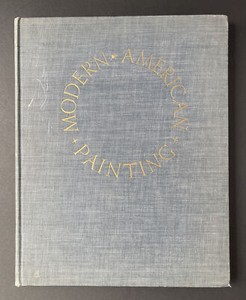 MODERN ★ AMERICAN ★ PAINTING ★